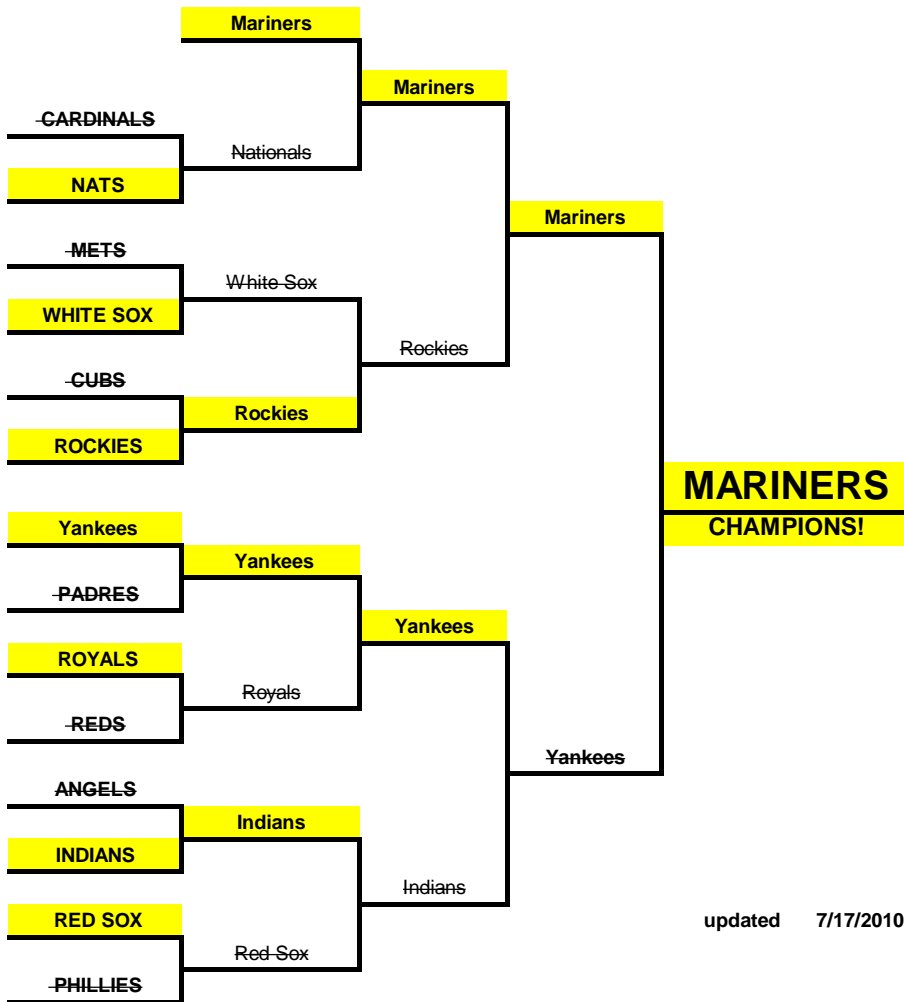 Mariners
Mariners
CARDINALS
Nationals
NATS
Mariners
METS
White Sox
WHITE SOX
Rockies
CUBS
Rockies
ROCKIES
MARINERS
Yankees
CHAMPIONS!
Yankees
PADRES
Yankees
ROYALS
Royals
REDS
Yankees
ANGELS
Indians
INDIANS
Indians
RED SOX
updated 7/17/2010
Red Sox
PHILLIES